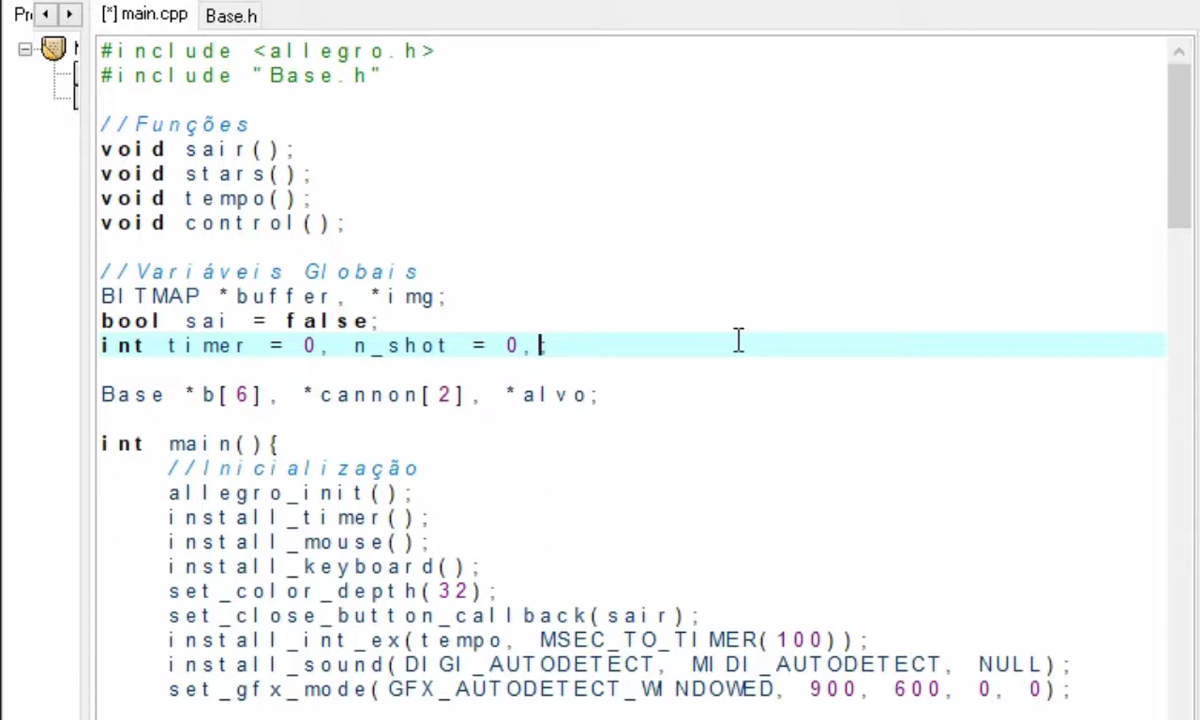 Pr
[*] main.cpp Base.h
#include <allegro.h>
#include "Base.h"
//Funções
void sair();
void stars();
void tempo();
void control();
//Variáveis Globais
BITMAP *buffer, *img;
bool sai = false;
int timer = 0, n_shot = 0,;
Base *b[6], *cannon[2], *alvo;
int main(){
//Inicialização
allegro_init();
install_timer();
install_mouse();
install_keyboard();
set_color_depth(32);
set_close_button_callback(sair);
install_int_ex(tempo, MSEC_TO_TIMER(100));
install_sound(DIGI_AUTODETECT, MIDI_AUTODETECT, NULL);
set_gfx_mode(GFX_AUTODETECT_WINDOWED, 900, 600, 0, 0);